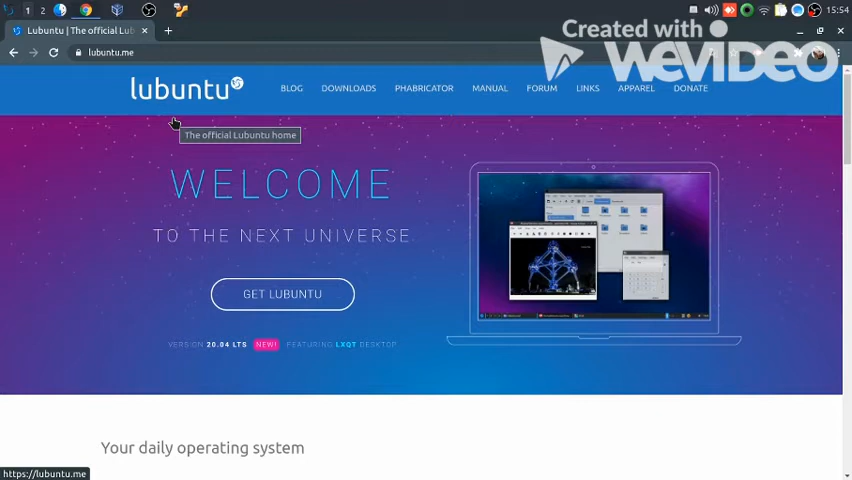 1 2
15:54
Created with
WeVideo
Lubuntu | The official Lub
lubuntu.me
lubuntu
BLOG
DOWNLOADS
PHABRICATOR
MANUAL
FORUM
LINKS
APPAREL
DONATE
The official Lubuntu home
WELCOME
TO THE NEXT UNIVERSE
GET LUBUNTU
VERSION 20.04 LTS NEW! FEATURING LXQT DESKTOP
Your daily operating system
https://lubuntu.me